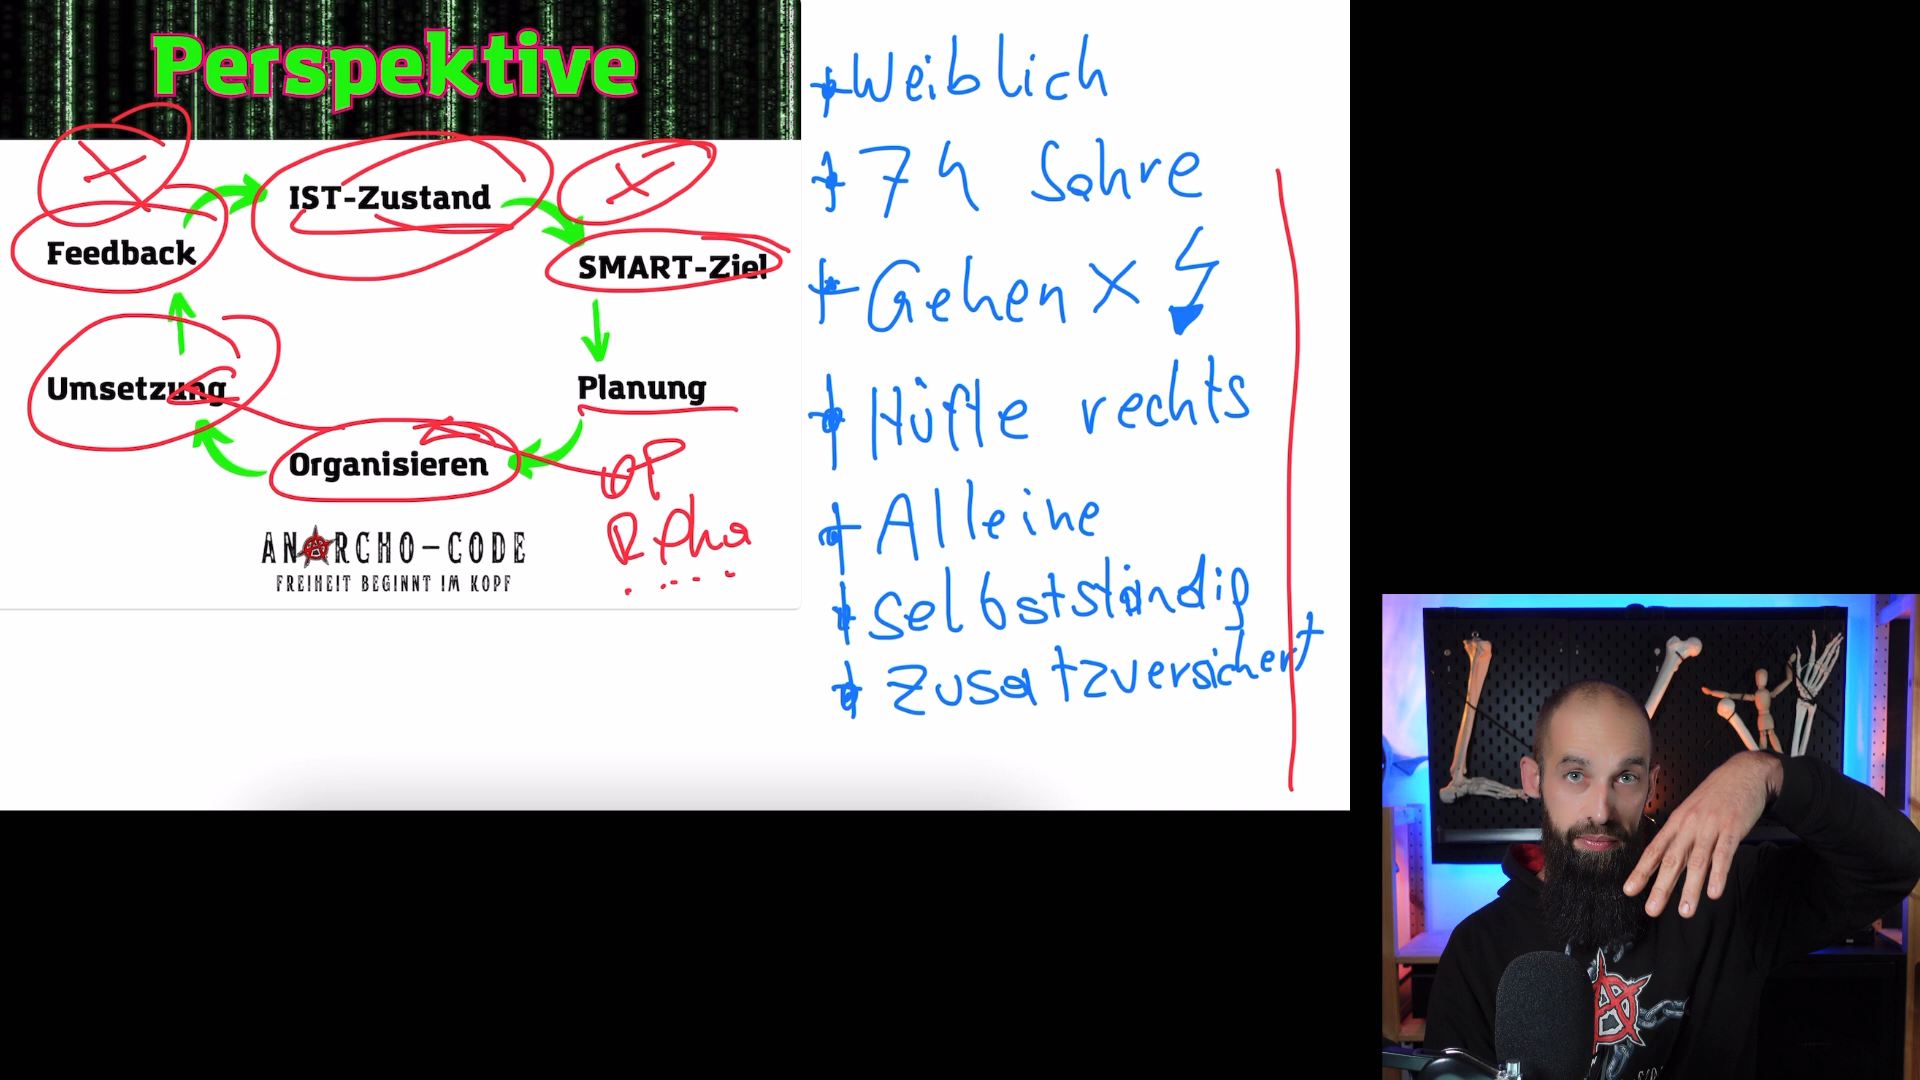 Perspektive
IST-Zustand
Feedback
SMART-Ziel
Umsetzung
Planung
Organisieren
OP
Reha
ANARCHO-CODE
FREIHEIT BEGINNT IM KOPF
Weiblich
74 Jahre
Gehen X
Hüfte rechts
Alleine
selbstständig
Zusatzversichert